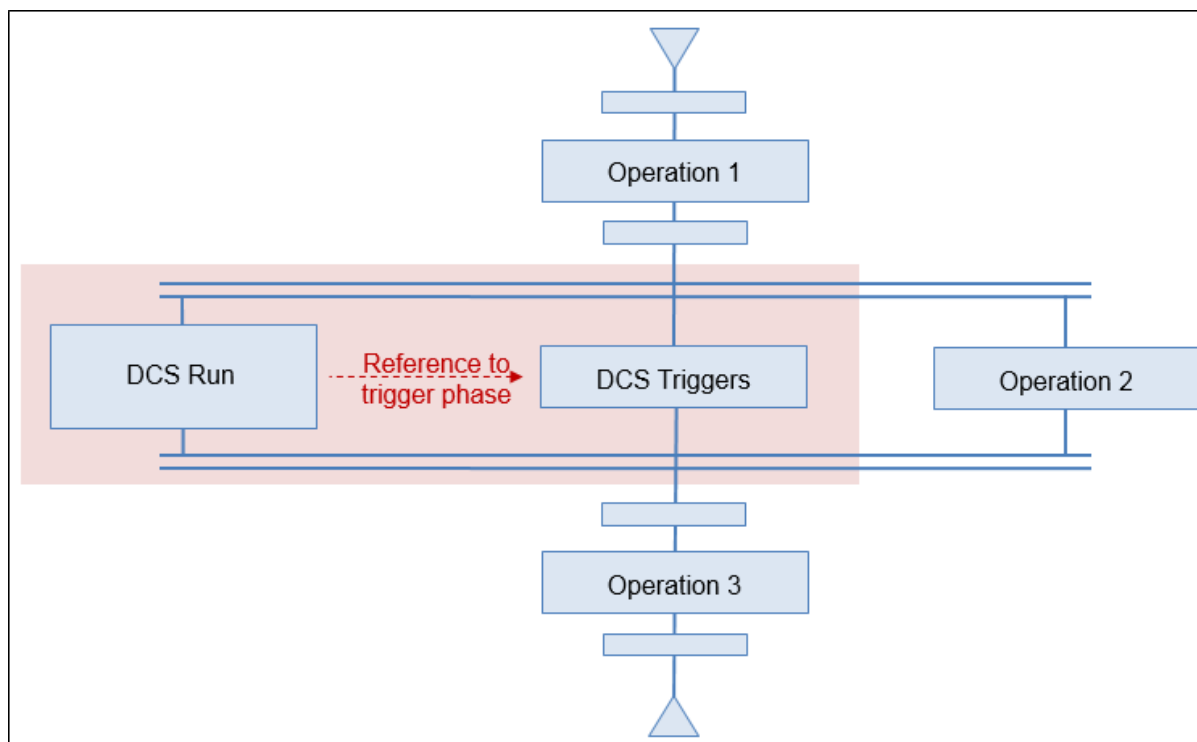 Operation 1
DCS Run
Reference to
trigger phase
DCS Triggers
Operation 2
Operation 3